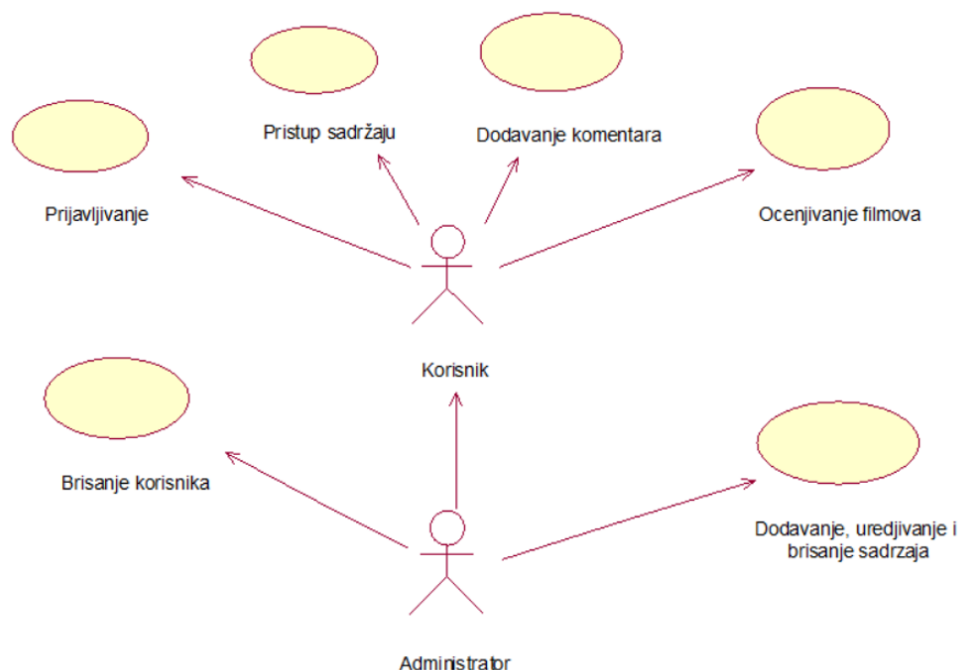 Pristup sadržaju
Dodavanje komentara
Prijavljivanje
Ocenjivanje filmova
Korisnik
Brisanje korisnika
Dodavanje, uredjivanje i
brisanje sadrzaja
Administrator